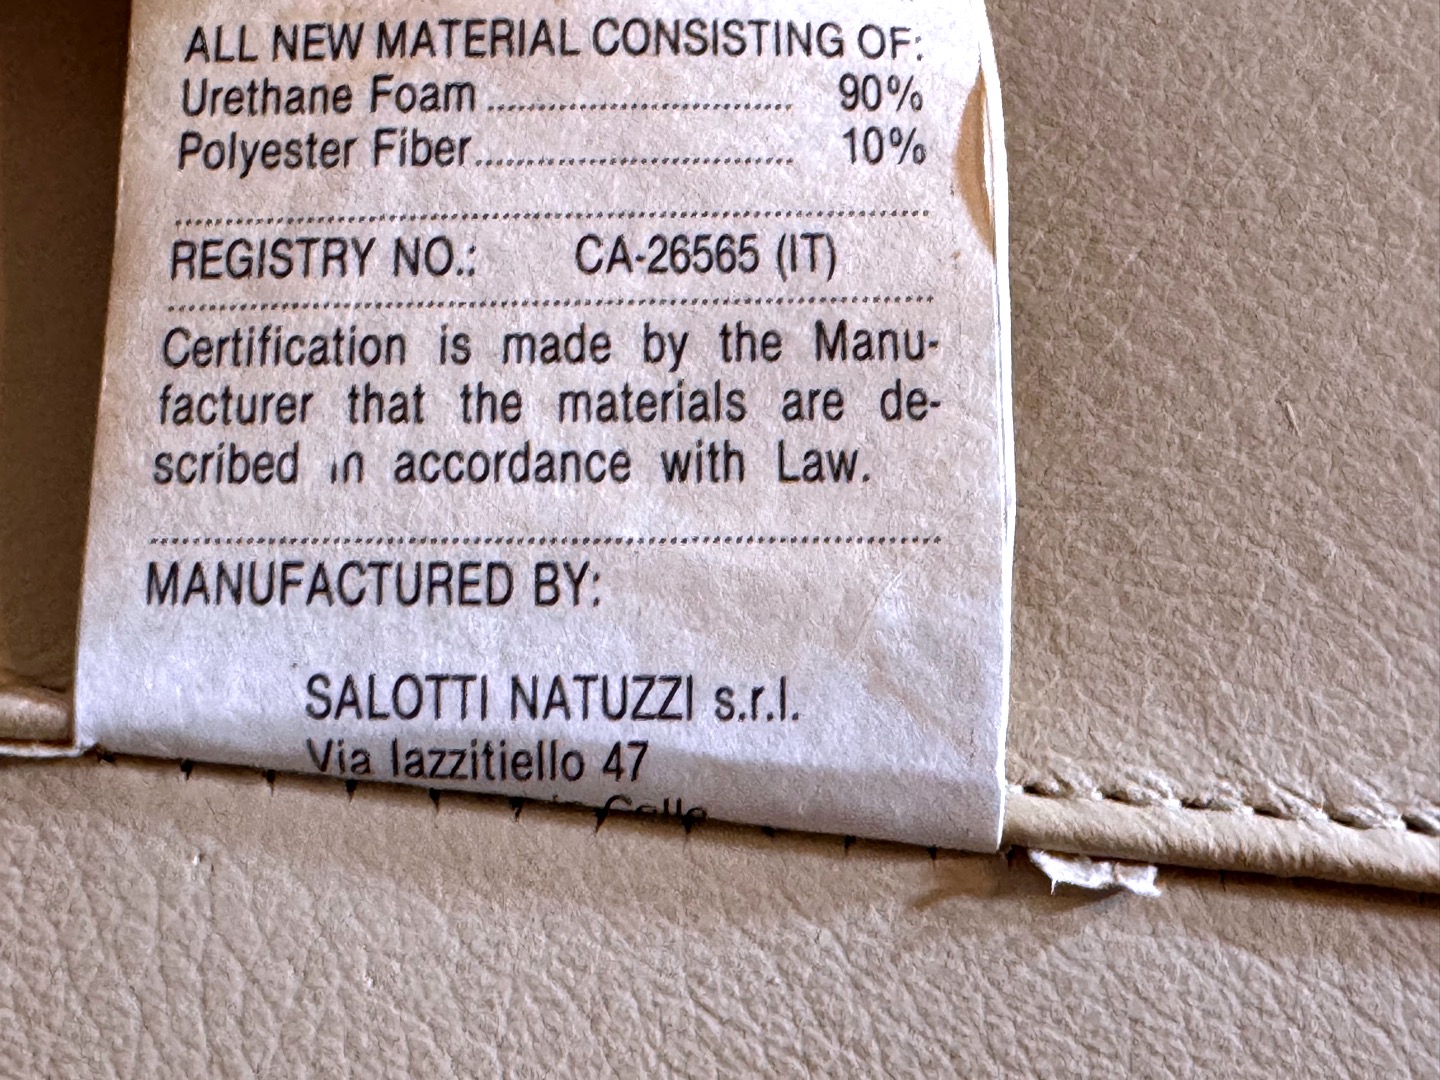 ALL NEW MATERIAL CONSISTING OF:
Urethane Foam ........................................ 90%
Polyester Fiber........................................ 10%
REGISTRY NO.: CA-26565 (IT)
Certification is made by the Manu-
facturer that the materials are de-
scribed in accordance with Law.
MANUFACTURED BY:
SALOTTI NATUZZI s.r.l.
Via Iazzitiello 47